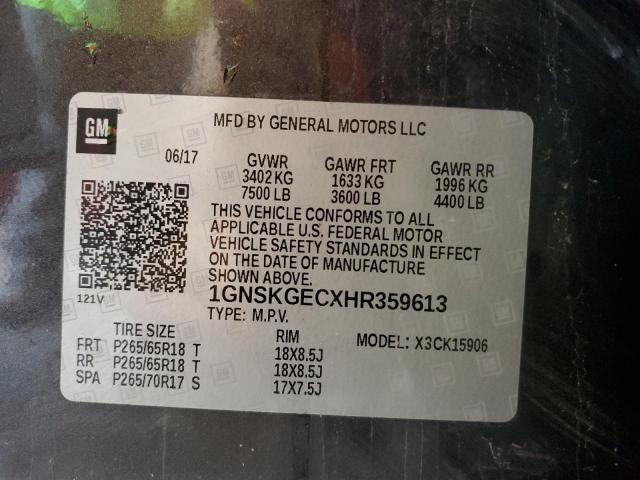 GM
MFD BY GENERAL MOTORS LLC
06/17
GVWR
3402 KG
7500 LB
GAWR FRT
1633 KG
3600 LB
GAWR RR
1996 KG
4400 LB
THIS VEHICLE CONFORMS TO ALL
APPLICABLE U.S. FEDERAL MOTOR
VEHICLE SAFETY STANDARDS IN EFFECT
ON THE DATE OF MANUFACTURE
SHOWN ABOVE.
121V
1GNSKGECXHR359613
TYPE: M.P.V.
MODEL: X3CK15906
TIRE SIZE RIM
FRT P265/65R18 T 18X8.5J
RR P265/65R18 T 18X8.5J
SPA P265/70R17 S 17X7.5J